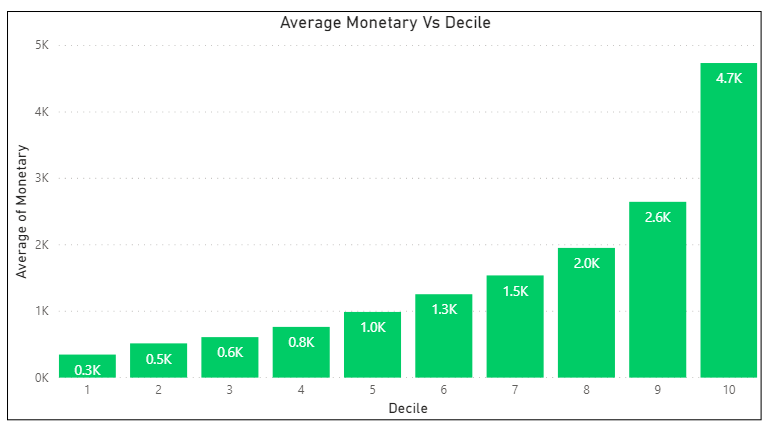 Average Monetary Vs Decile
Average of Monetary
5K
4K
3K
2K
1K
0K
0.3K
0.5K
0.6K
0.8K
1.0K
1.3K
1.5K
2.0K
2.6K
4.7K
1 2 3 4 5 6 7 8 9 10
Decile